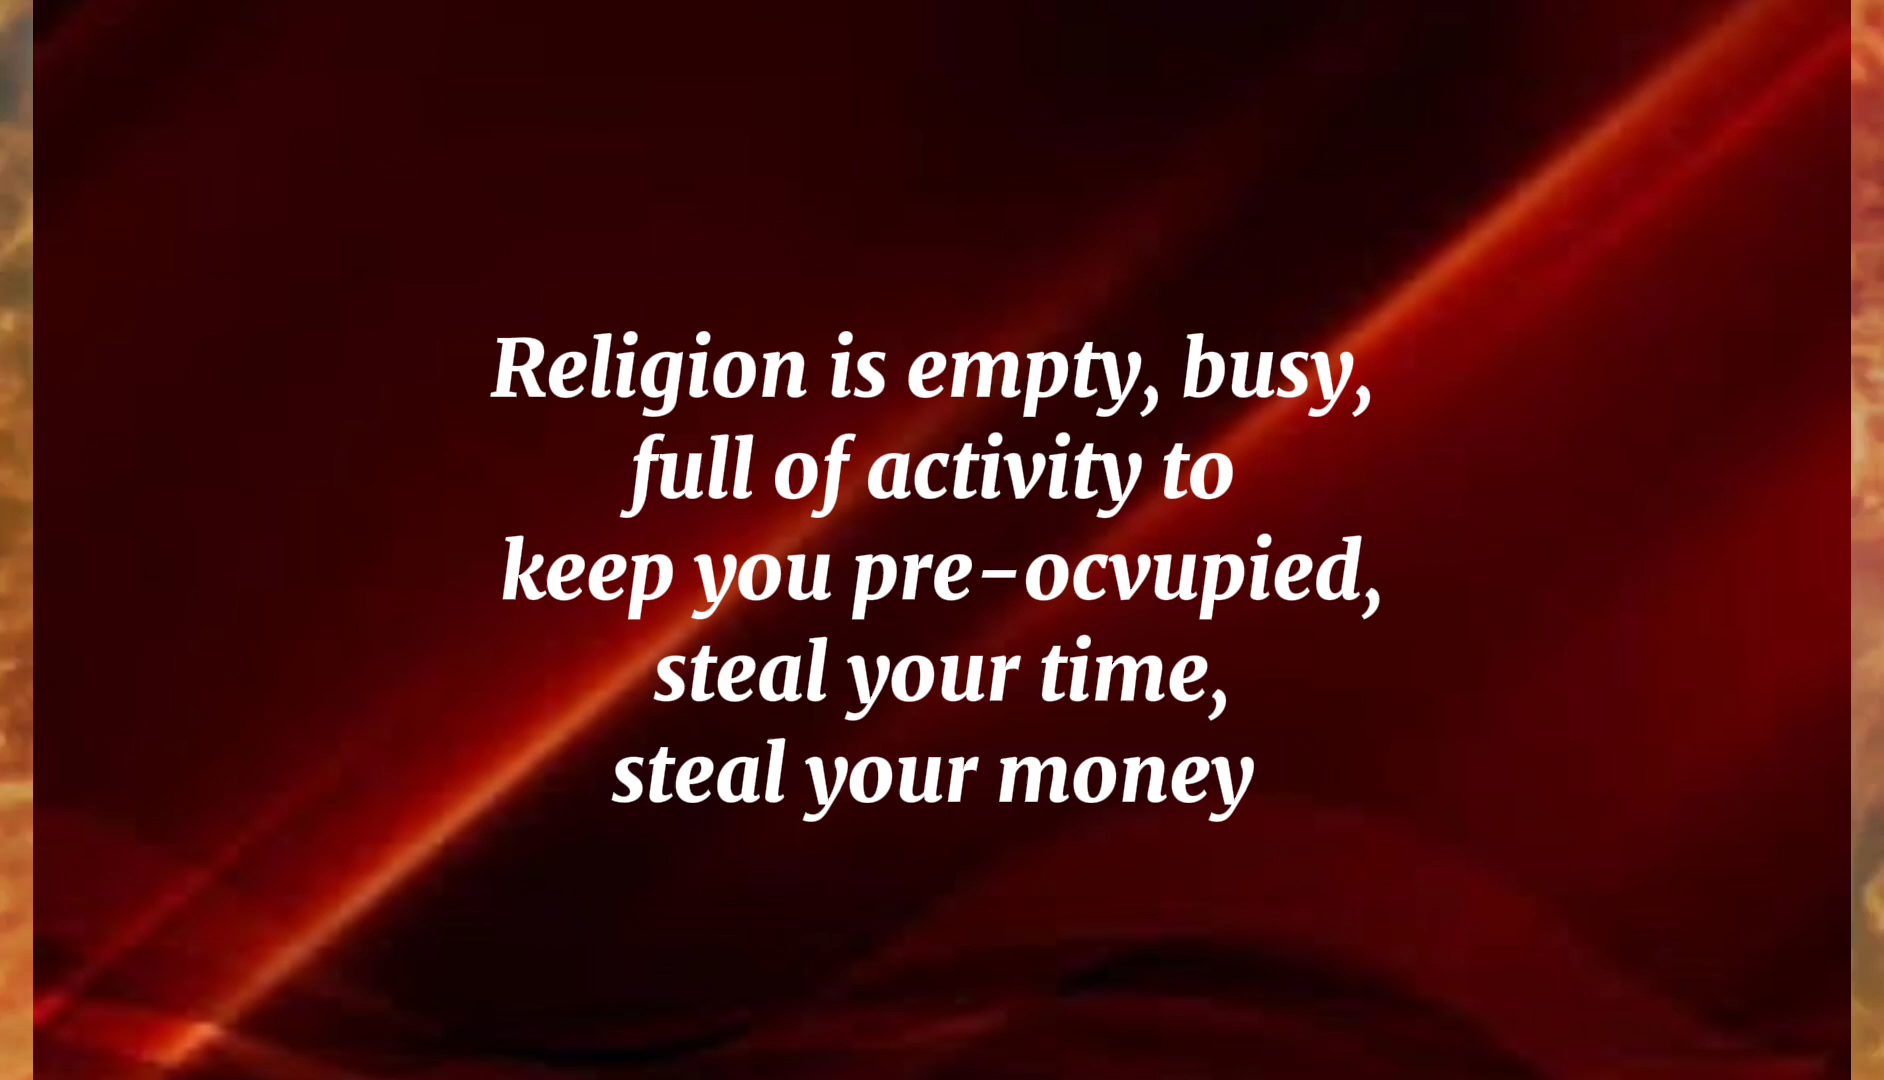 Religion is empty, busy,
full of activity to
keep you pre-ocvupied,
steal your time,
steal your money